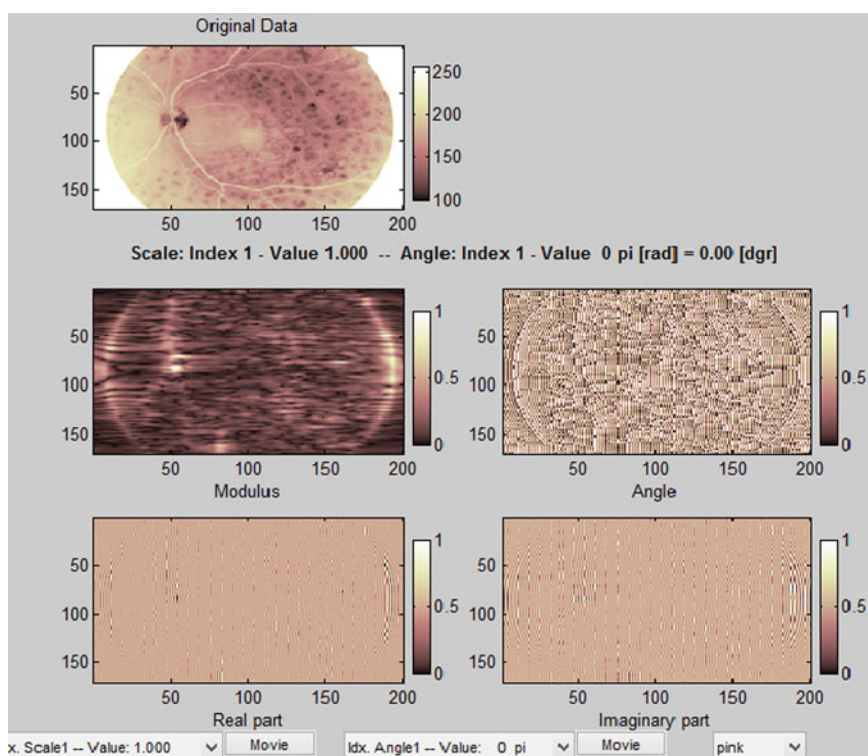 Original Data
50
100
150
50 100 150 200
250
200
150
100
Scale: Index 1 - Value 1.000 -- Angle: Index 1 - Value 0 pi [rad] = 0.00 [dgr]
50
100
150
50 100 150 200
1
0.5
0
Modulus
50
100
150
50 100 150 200
1
0.5
0
Angle
50
100
150
50 100 150 200
1
0.5
0
Real part
50
100
150
50 100 150 200
1
0.5
0
Imaginary part
x. Scale1 -- Value: 1.000 Movie Idx. Angle1 -- Value: 0 pi Movie pink